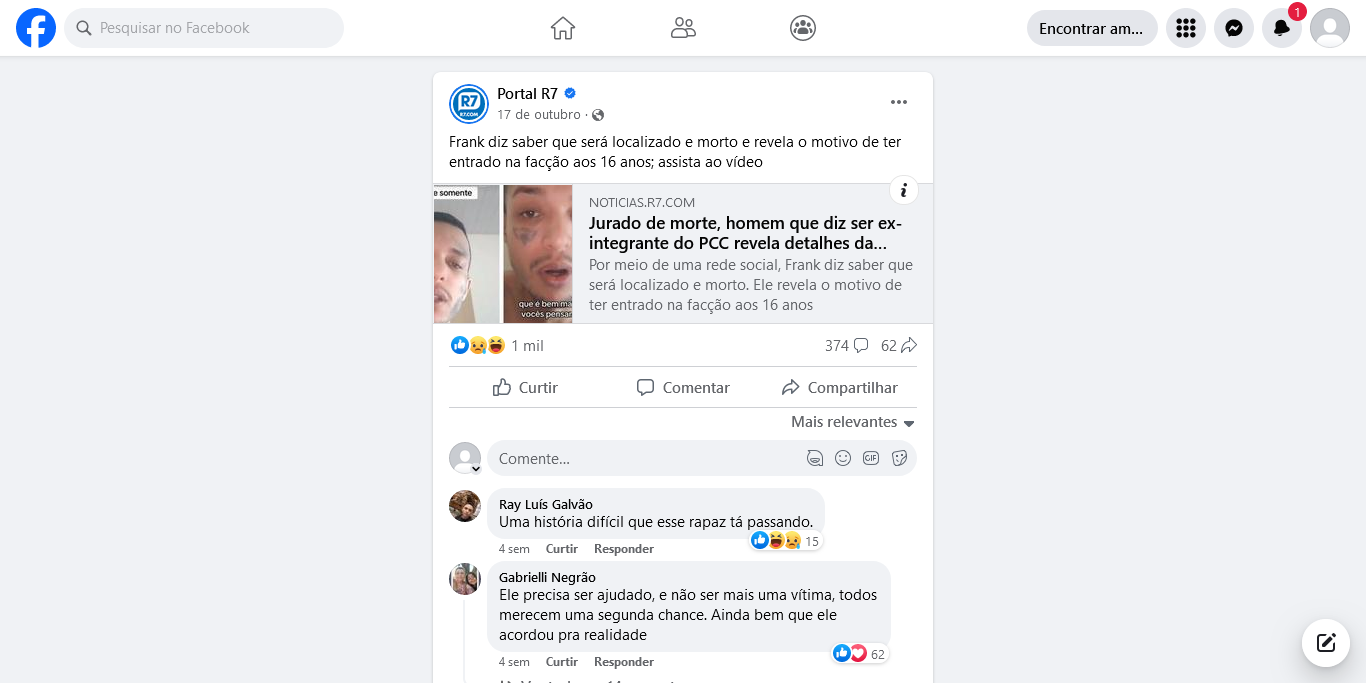 Pesquisar no Facebook
Encontrar am...
1
Portal R7
17 de outubro ·
R7
R7.COM
Frank diz saber que será localizado e morto e revela o motivo de ter
entrado na facção aos 16 anos; assista ao vídeo
e somente
que é bem ma
vocês pensar
NOTICIAS.R7.COM
Jurado de morte, homem que diz ser ex-
integrante do PCC revela detalhes da...
Por meio de uma rede social, Frank diz saber que
será localizado e morto. Ele revela o motivo de
ter entrado na facção aos 16 anos
1 mil
374
62
Curtir
Comentar
Compartilhar
Mais relevantes
Comente...
GIF
Ray Luís Galvão
Uma história difícil que esse rapaz tá passando.
15
4 sem Curtir Responder
Gabrielli Negrão
Ele precisa ser ajudado, e não ser mais uma vítima, todos
merecem uma segunda chance. Ainda bem que ele
acordou pra realidade
62
4 sem Curtir Responder